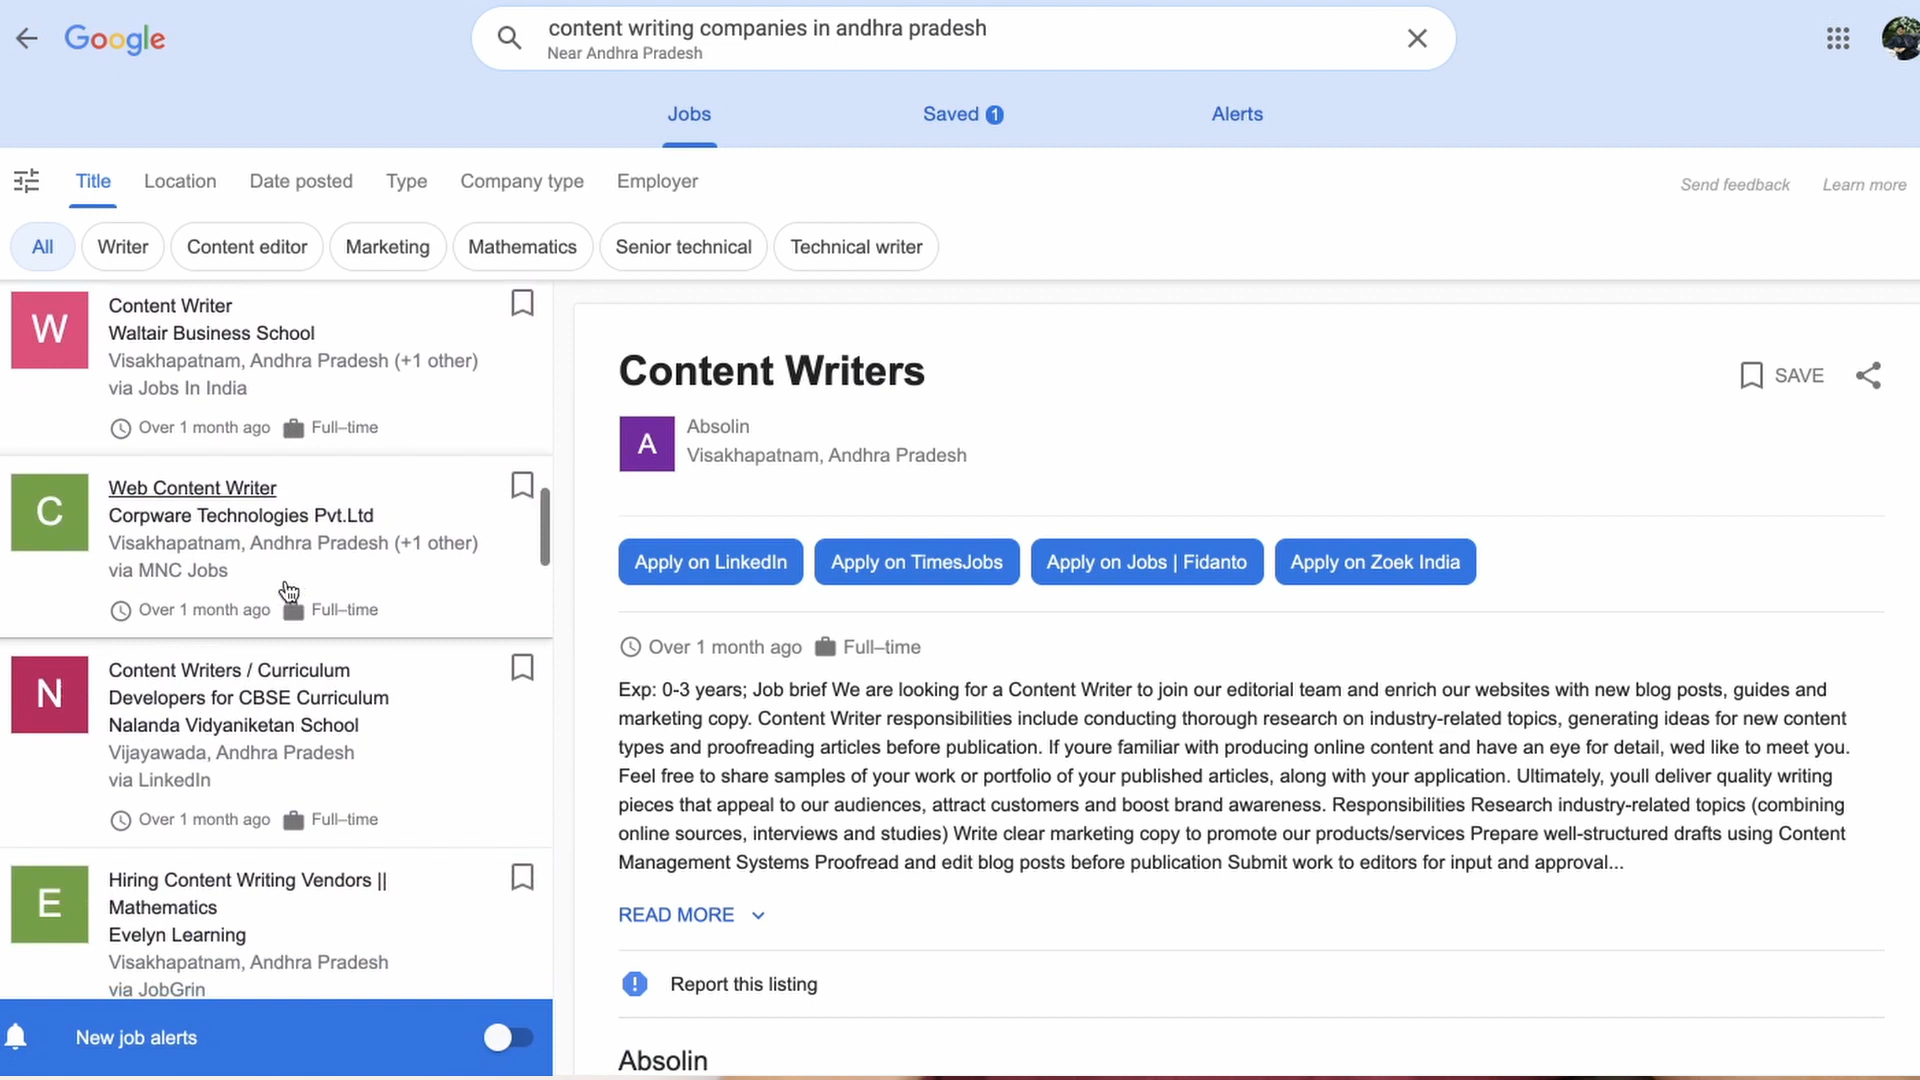 Google
content writing companies in andhra pradesh
Near Andhra Pradesh
Jobs
Saved 1
Alerts
Title Location Date posted Type Company type Employer
Send feedback Learn more
All Writer Content editor Marketing Mathematics Senior technical Technical writer
W
Content Writer
Waltair Business School
Visakhapatnam, Andhra Pradesh (+1 other)
via Jobs In India
Over 1 month ago Full–time
C
Web Content Writer
Corpware Technologies Pvt.Ltd
Visakhapatnam, Andhra Pradesh (+1 other)
via MNC Jobs
Over 1 month ago Full–time
N
Content Writers / Curriculum
Developers for CBSE Curriculum
Nalanda Vidyaniketan School
Vijayawada, Andhra Pradesh
via LinkedIn
Over 1 month ago Full–time
E
Hiring Content Writing Vendors ||
Mathematics
Evelyn Learning
Visakhapatnam, Andhra Pradesh
via JobGrin
New job alerts
Content Writers
SAVE
A
Absolin
Visakhapatnam, Andhra Pradesh
Apply on LinkedIn Apply on TimesJobs Apply on Jobs | Fidanto Apply on Zoek India
Over 1 month ago Full–time
Exp: 0-3 years; Job brief We are looking for a Content Writer to join our editorial team and enrich our websites with new blog posts, guides and
marketing copy. Content Writer responsibilities include conducting thorough research on industry-related topics, generating ideas for new content
types and proofreading articles before publication. If youre familiar with producing online content and have an eye for detail, wed like to meet you.
Feel free to share samples of your work or portfolio of your published articles, along with your application. Ultimately, youll deliver quality writing
pieces that appeal to our audiences, attract customers and boost brand awareness. Responsibilities Research industry-related topics (combining
online sources, interviews and studies) Write clear marketing copy to promote our products/services Prepare well-structured drafts using Content
Management Systems Proofread and edit blog posts before publication Submit work to editors for input and approval...
READ MORE
Report this listing
Absolin